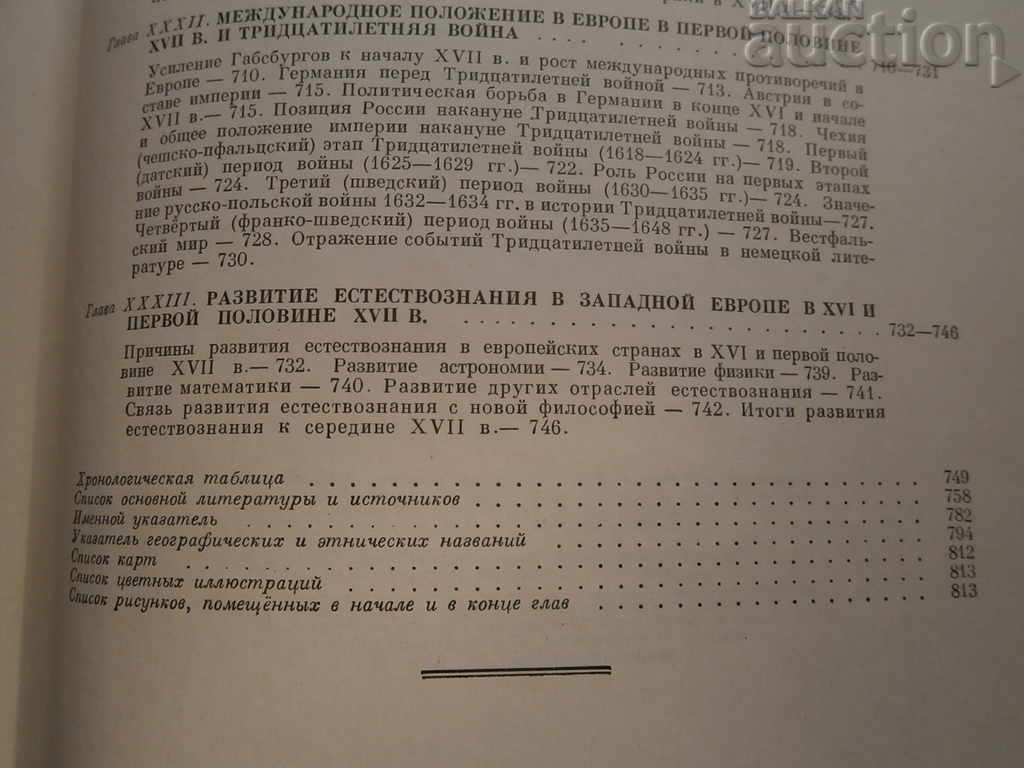 BALKAN
auction
Глава XXXII. МЕЖДУНАРОДНОЕ ПОЛОЖЕНИЕ В ЕВРОПЕ В ПЕРВОЙ ПОЛОВИНЕ
XVII В. И ТРИДЦАТИЛЕТНЯЯ ВОЙНА . . . . . . . . . . —731
Усиление Габсбургов к началу XVII в. и рост международных противоречий в
Европе — 710. Германия перед Тридцатилетней войной — 713. Австрия в со-
ставе империи — 715. Политическая борьба в Германии в конце XVI и начале
XVII в.— 715. Позиция России накануне Тридцатилетней войны — 718. Чехия
и общее положение империи накануне Тридцатилетней войны — 718. Первый
(чешско-пфальцский) этап Тридцатилетней войны (1618—1624 гг.)— 719. Второй
(датский) период войны (1625—1629 гг.)— 722. Роль России на первых этапах
войны — 724. Третий (шведский) период войны (1630—1635 гг.)— 724. Значе-
ние русско-польской войны 1632—1634 гг. в истории Тридцатилетней войны—727.
Четвёртый (франко-шведский) период войны (1635—1648 гг.) — 727. Вестфаль-
ский мир — 728. Отражение событий Тридцатилетней войны в немецкой лите-
ратуре — 730.
Глава XXXIII. РАЗВИТИЕ ЕСТЕСТВОЗНАНИЯ В ЗАПАДНОЙ ЕВРОПЕ В XVI И
ПЕРВОЙ ПОЛОВИНЕ XVII В. . . . . . . . . . . . . . . . . . . . . . 732—746
Причины развития естествознания в европейских странах в XVI и первой поло-
вине XVII в.— 732. Развитие астрономии — 734. Развитие физики — 739. Раз-
витие математики — 740. Развитие других отраслей естествознания — 741.
Связь развития естествознания с новой философией — 742. Итоги развития
естествознания к середине XVII в.— 746.
Хронологическая таблица . . . . . . . . . . . . . . . . . . . . . . . . . . . 749
Список основной литературы и источников . . . . . . . . . . . . . . . . . . . 758
Именной указатель . . . . . . . . . . . . . . . . . . . . . . . . . . . . . . 782
Указатель географических и этнических названий . . . . . . . . . . . . . . . . 794
Список карт . . . . . . . . . . . . . . . . . . . . . . . . . . . . . . . . . 812
Список цветных иллюстраций . . . . . . . . . . . . . . . . . . . . . . . . . . 813
Список рисунков, помещённых в начале и в конце глав . . . . . . . . . . . . . . 813